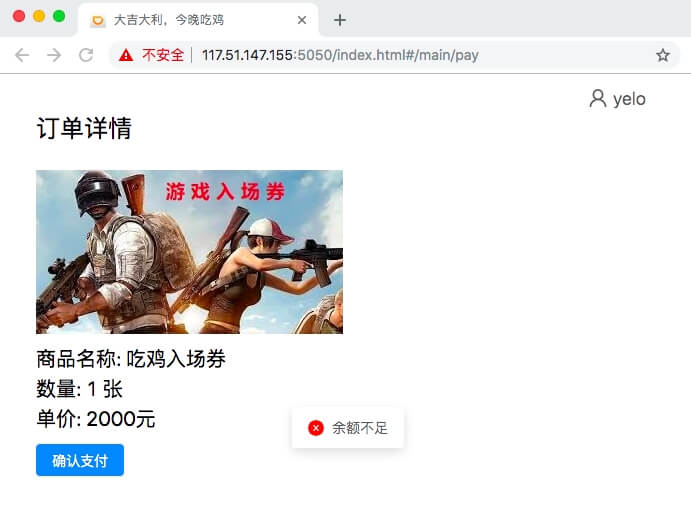 大吉大利，今晚吃鸡
不安全 117.51.147.155:5050/index.html#/main/pay
yelo
订单详情
游戏入场券
商品名称: 吃鸡入场券
数量: 1 张
单价: 2000元
余额不足
确认支付